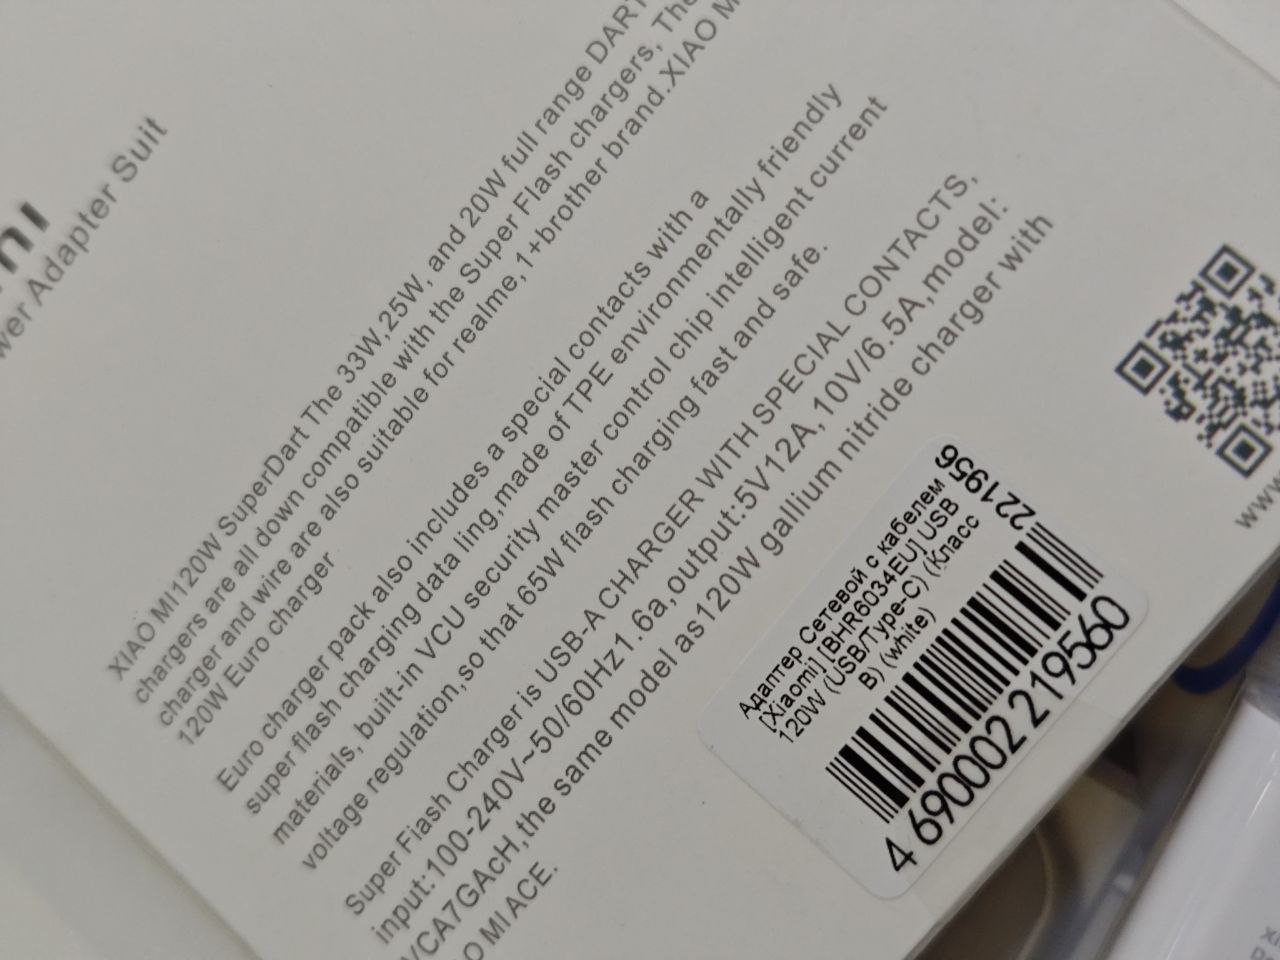 Adapter Suit
XIAO MI120W SuperDart The 33W,25W, and 20W full range DART
chargers are all down compatible with the Super Flash chargers, The
charger and wire are also suitable for realme,1+brother brand.XIAO M
120W Euro charger
Euro charger pack also includes a special contacts with a
super flash charging data ling,made of TPE environmentally friendly
materials, built-in VCU security master control chip intelligent current
voltage regulation,so that 65W flash charging fast and safe.
Super Fiash Charger is USB-A CHARGER WITH SPECIAL CONTACTS,
input:100-240V~50/60Hz1.6a,output:5V12A, 10V/6.5A,model:
VCA7GAcH,the same model as120W gallium nitride charger with
O MI ACE.
221956
Адаптер Сетевой с кабелем
[Xiaomi] [BHR6034EU] USB
120W (USB/Type-C) (Класс
B) (white)
4 690002 219560
www